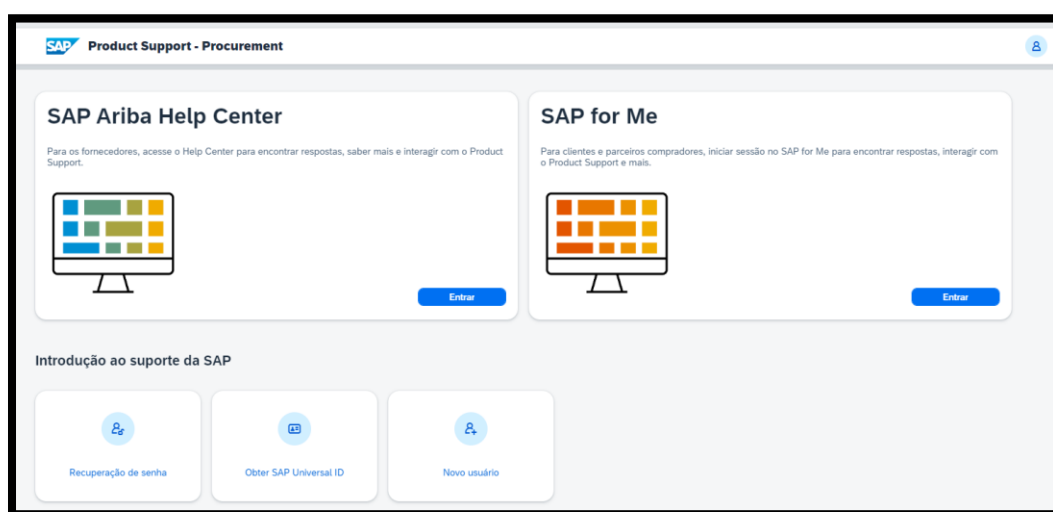 SAP Product Support - Procurement
SAP Ariba Help Center
Para os fornecedores, acesse o Help Center para encontrar respostas, saber mais e interagir com o Product
Support.
Entrar
SAP for Me
Para clientes e parceiros compradores, iniciar sessão no SAP for Me para encontrar respostas, interagir com
o Product Support e mais.
Entrar
Introdução ao suporte da SAP
Recuperação de senha
Obter SAP Universal ID
Novo usuário